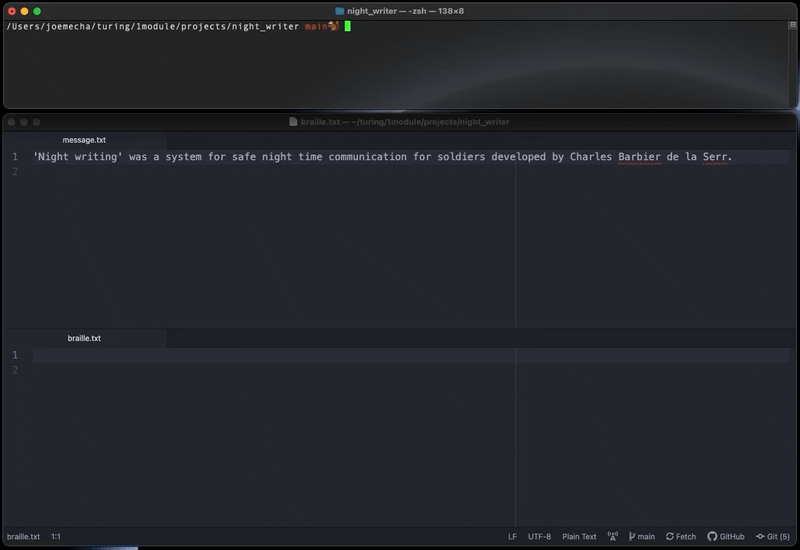 night_writer — -zsh — 138×8
/Users/joemecha/turing/1module/projects/night_writer main
braille.txt — ~/turing/1module/projects/night_writer
message.txt
1 'Night writing' was a system for safe night time communication for soldiers developed by Charles Barbier de la Serr.
2
braille.txt
1
2
braille.txt 1:1 LF UTF-8 Plain Text main Fetch GitHub Git (5)